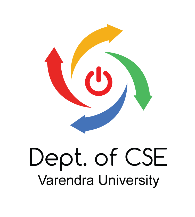 Dept. of CSE
Varendra University